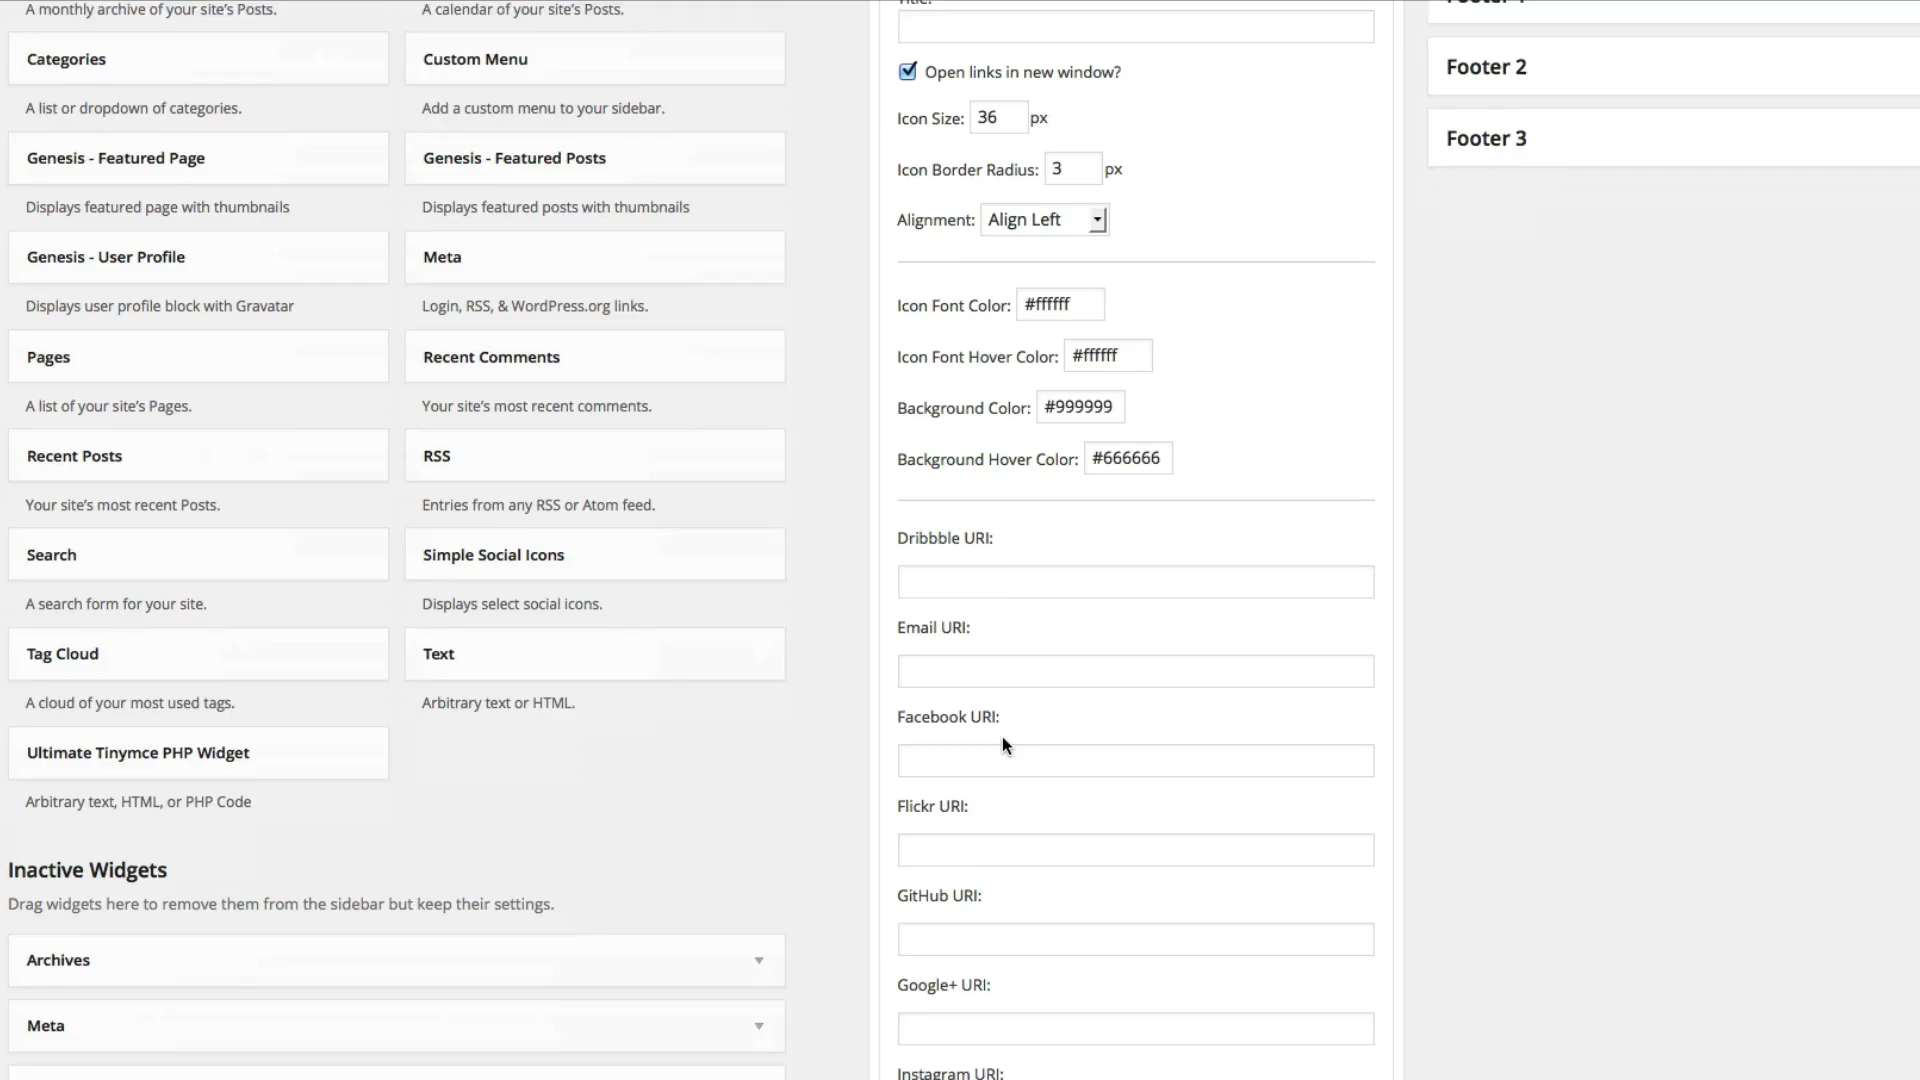 A monthly archive of your site's Posts.
A calendar of your site's Posts.
Categories
Custom Menu
A list or dropdown of categories.
Add a custom menu to your sidebar.
Genesis - Featured Page
Genesis - Featured Posts
Displays featured page with thumbnails
Displays featured posts with thumbnails
Genesis - User Profile
Meta
Displays user profile block with Gravatar
Login, RSS, & WordPress.org links.
Pages
Recent Comments
A list of your site's Pages.
Your site's most recent comments.
Recent Posts
RSS
Your site's most recent Posts.
Entries from any RSS or Atom feed.
Search
Simple Social Icons
A search form for your site.
Displays select social icons.
Tag Cloud
Text
A cloud of your most used tags.
Arbitrary text or HTML.
Ultimate Tinymce PHP Widget
Arbitrary text, HTML, or PHP Code
Inactive Widgets
Drag widgets here to remove them from the sidebar but keep their settings.
Archives
Meta
Title:
Open links in new window?
Icon Size: 36 px
Icon Border Radius: 3 px
Alignment: Align Left
Icon Font Color: #ffffff
Icon Font Hover Color: #ffffff
Background Color: #999999
Background Hover Color: #666666
Dribbble URI:
Email URI:
Facebook URI:
Flickr URI:
GitHub URI:
Google+ URI:
Instagram URI:
Footer 1
Footer 2
Footer 3